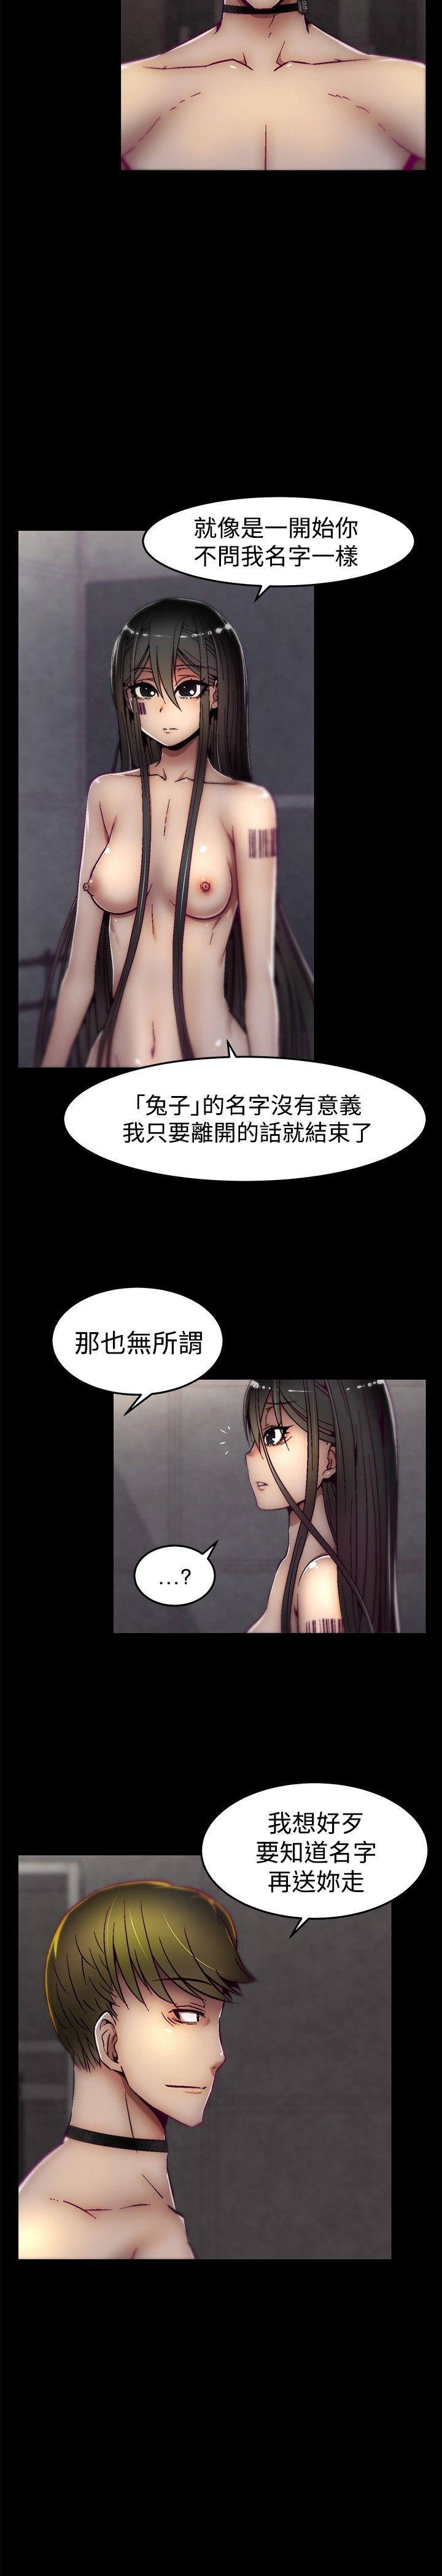 就像是一開始你
不問我名字一樣
「兔子」的名字沒有意義
我只要離開的話就結束了
那也無所謂
...?
我想好歹
要知道名字
再送妳走